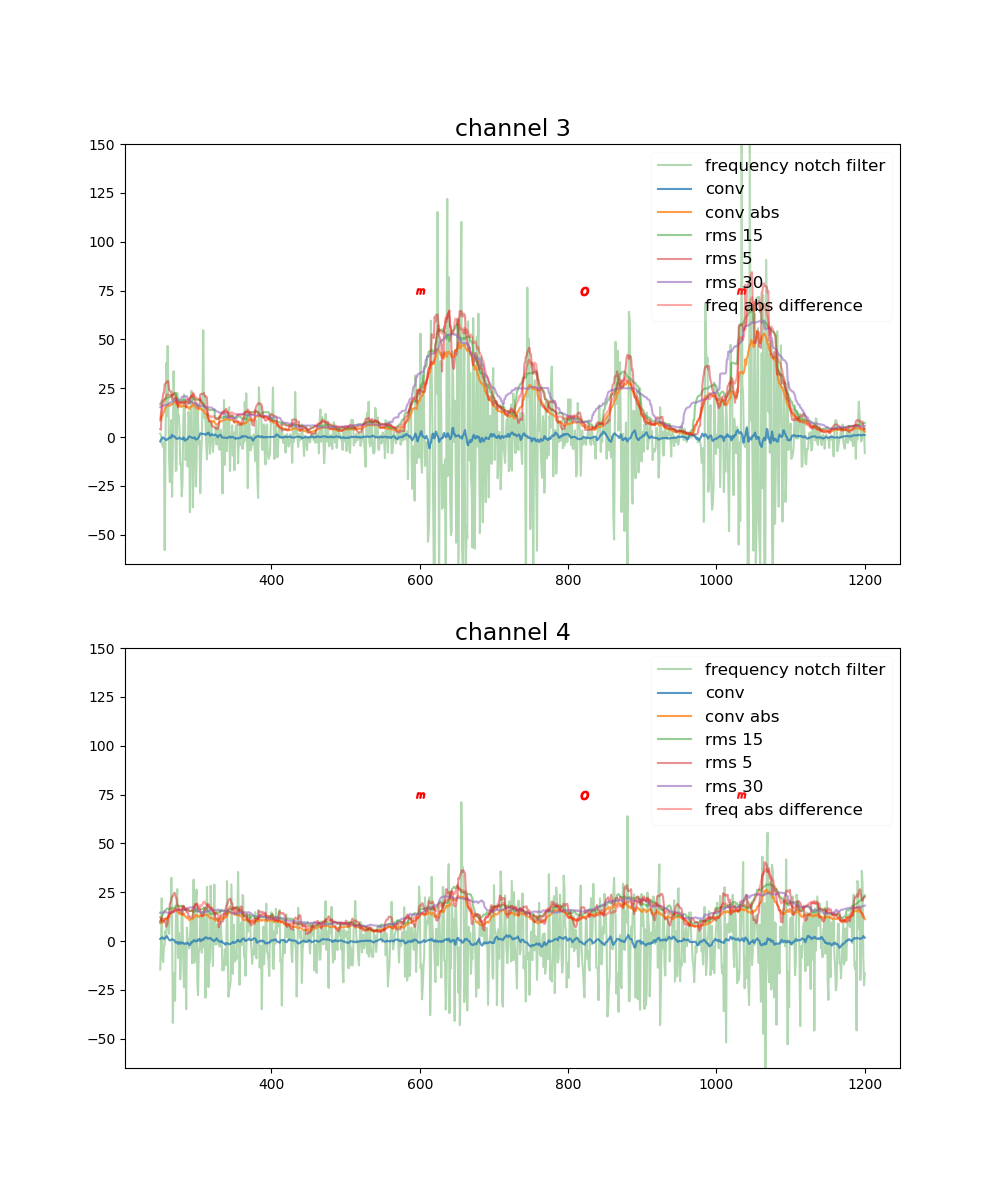 channel 3
150
125
100
75
50
25
0
−25
−50
frequency notch filter
conv
conv abs
rms 15
rms 5
rms 30
freq abs difference
m
o
m
400 600 800 1000 1200
channel 4
150
125
100
75
50
25
0
−25
−50
frequency notch filter
conv
conv abs
rms 15
rms 5
rms 30
freq abs difference
m
o
m
400 600 800 1000 1200